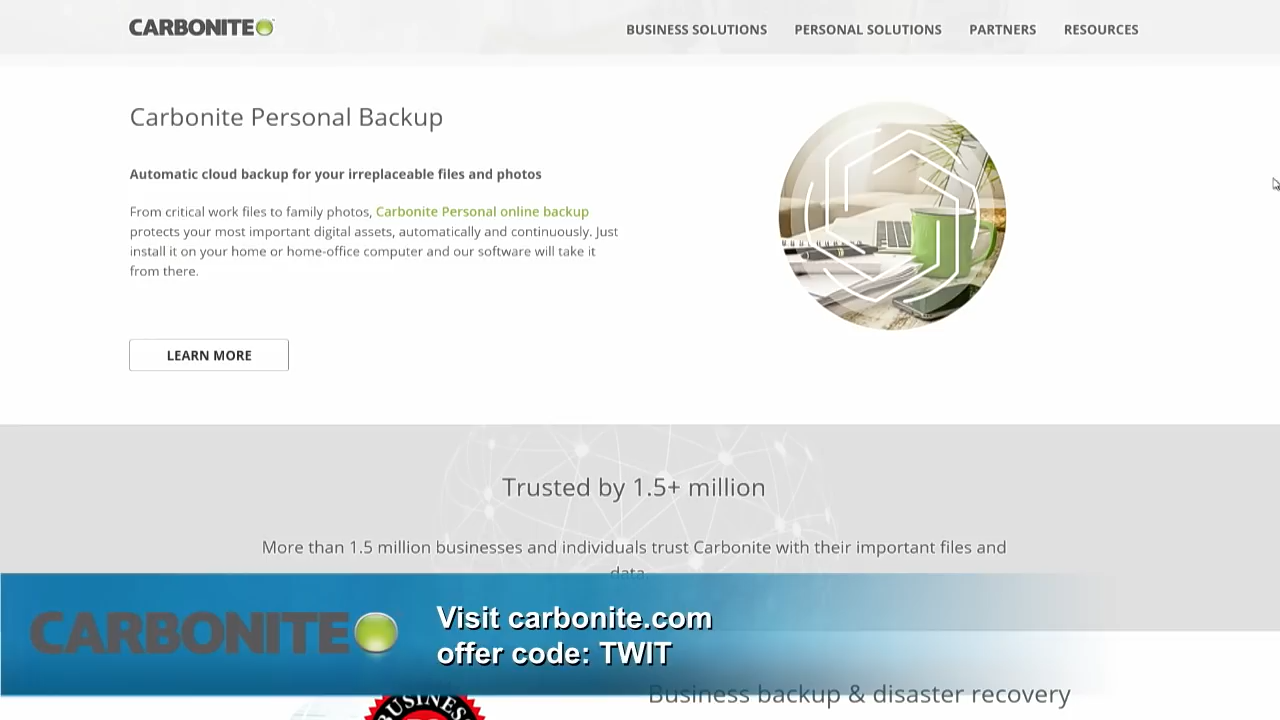 CARBONITE
BUSINESS SOLUTIONS PERSONAL SOLUTIONS PARTNERS RESOURCES
Carbonite Personal Backup
Automatic cloud backup for your irreplaceable files and photos
From critical work files to family photos, Carbonite Personal online backup
protects your most important digital assets, automatically and continuously. Just
install it on your home or home-office computer and our software will take it
from there.
LEARN MORE
Trusted by 1.5+ million
More than 1.5 million businesses and individuals trust Carbonite with their important files and
data.
CARBONITE
Visit carbonite.com
offer code: TWIT
BUSINESS
Business backup & disaster recovery